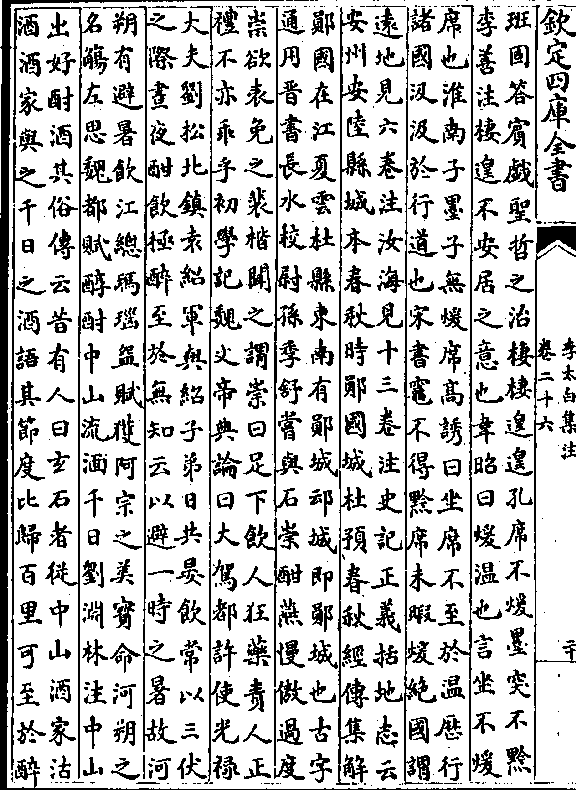 欽定四庫全書
李太白集注
卷二十六
二十
班固答賓戲聖哲之治棲棲遑遑孔席不煖墨突不黔
李善注棲遑不安居之意也韋昭曰煖溫也言坐不煖
席也淮南子墨子無煖席高誘曰坐席不至於溫厯行
諸國汲汲於行道也宋書竈不得黔席未暇煖絶國謂
遠地見六卷注汝海見十三卷注史記正義括地志云
安州安陸縣城本春秋時鄖國城杜預春秋經傳集解
鄖國在江夏雲杜縣東南有鄖城邧城即鄖城也古字
通用晉書長水校尉孫季舒嘗與石崇酣燕慢傲過度
崇欲表免之裴楷聞之謂崇曰足下飲人狂藥責人正
禮不亦乖乎初學記魏文帝典論曰大駕都許使光禄
大夫劉松北鎮袁紹軍與紹子弟日共晏飲常以三伏
之際晝夜酣飲極醉至於無知云以避一時之暑故河
朔有避暑飲江總瑪瑙盌賦獲阿宗之美寳命河朔之
名觴左思魏都賦醇酎中山流湎千日劉淵林注中山
出好酎酒其俗傳云昔有人曰玄石者從中山酒家沽
酒酒家與之千日之酒語其節度比歸百里可至於醉